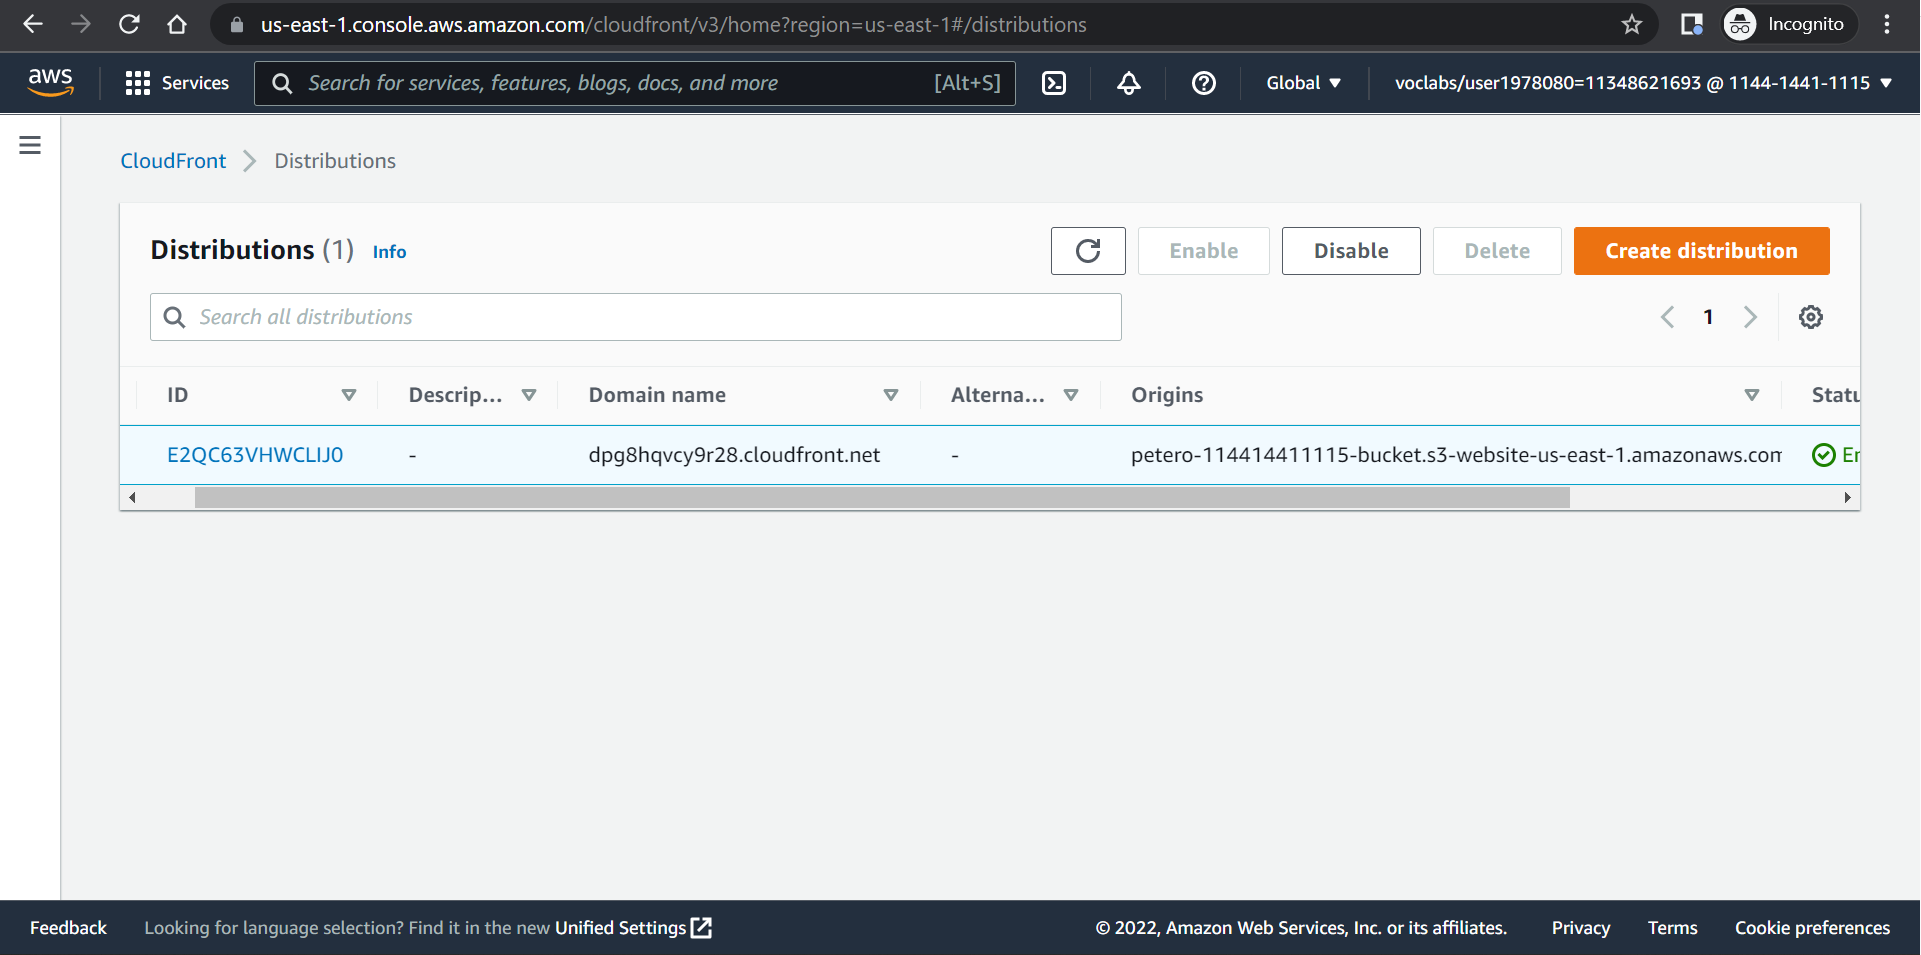 us-east-1.console.aws.amazon.com/cloudfront/v3/home?region=us-east-1#/distributions
Incognito
aws
Services
Search for services, features, blogs, docs, and more
[Alt+S]
Global
voclabs/user1978080=11348621693 @ 1144-1441-1115
CloudFront
Distributions
Distributions (1)
Info
Enable
Disable
Delete
Create distribution
Search all distributions
1
ID
Descrip...
Domain name
Alterna...
Origins
Statu
E2QC63VHWCLIJ0
-
dpg8hqvcy9r28.cloudfront.net
-
petero-114414411115-bucket.s3-website-us-east-1.amazonaws.com
En
Feedback
Looking for language selection? Find it in the new Unified Settings
© 2022, Amazon Web Services, Inc. or its affiliates.
Privacy
Terms
Cookie preferences